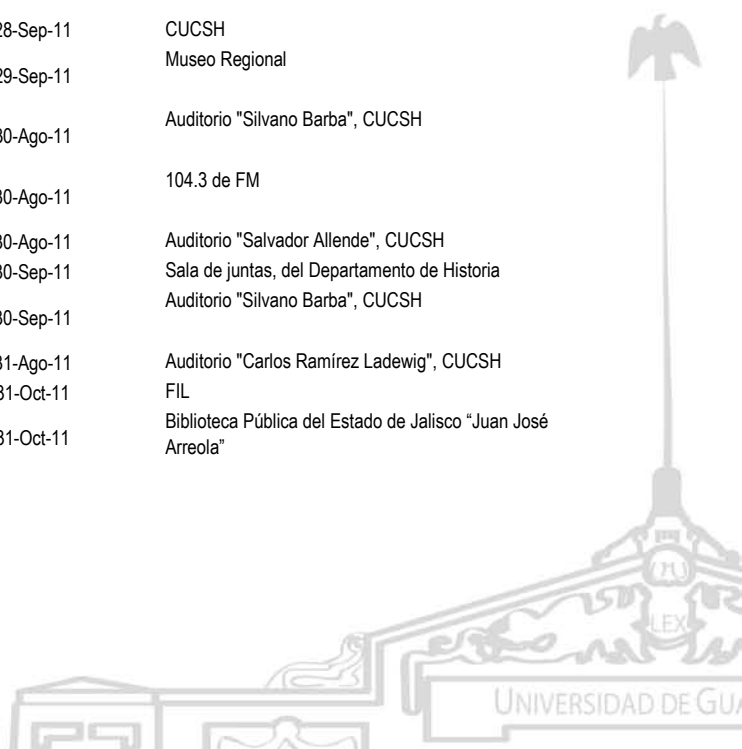 28-Sep-11 CUCSH
29-Sep-11 Museo Regional
30-Ago-11 Auditorio "Silvano Barba", CUCSH
30-Ago-11 104.3 de FM
30-Ago-11 Auditorio "Salvador Allende", CUCSH
30-Sep-11 Sala de juntas, del Departamento de Historia
30-Sep-11 Auditorio "Silvano Barba", CUCSH
31-Ago-11 Auditorio "Carlos Ramírez Ladewig", CUCSH
31-Oct-11 FIL
31-Oct-11 Biblioteca Pública del Estado de Jalisco “Juan José
Arreola”
LEX
UNIVERSIDAD DE GUA